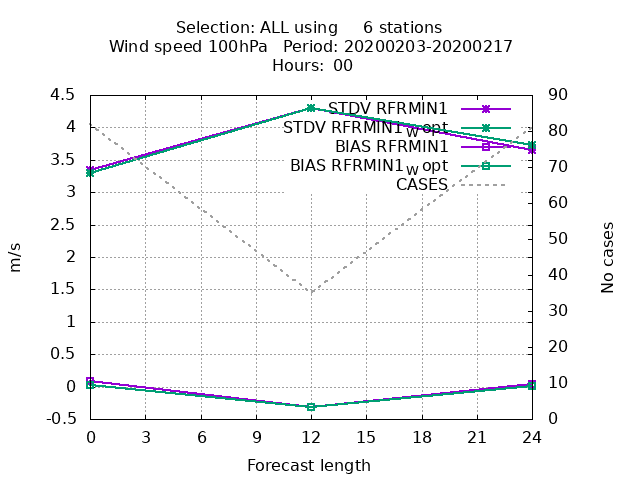 Selection: ALL using     6 stations
Wind speed 100hPa   Period: 20200203-20200217
Hours:  00
4.5
4
3.5
3
2.5
2
1.5
1
0.5
0
-0.5
90
80
70
60
50
40
30
20
10
0
0 3 6 9 12 15 18 21 24
STDV RFRMIN1
STDV RFRMIN1w opt
BIAS RFRMIN1
BIAS RFRMIN1w opt
CASES
m/s
No cases
Forecast length